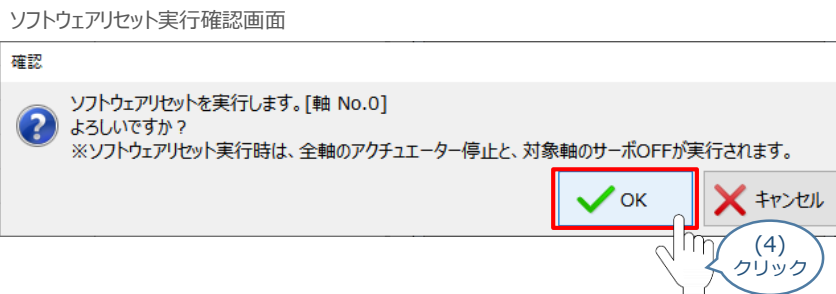 ソフトウェアリセット実行確認画面
確認
ソフトウェアリセットを実行します。[軸 No.0]
よろしいですか？
※ソフトウェアリセット実行時は、全軸のアクチュエーター停止と、対象軸のサーボOFFが実行されます。
OK
キャンセル
(4)
クリック